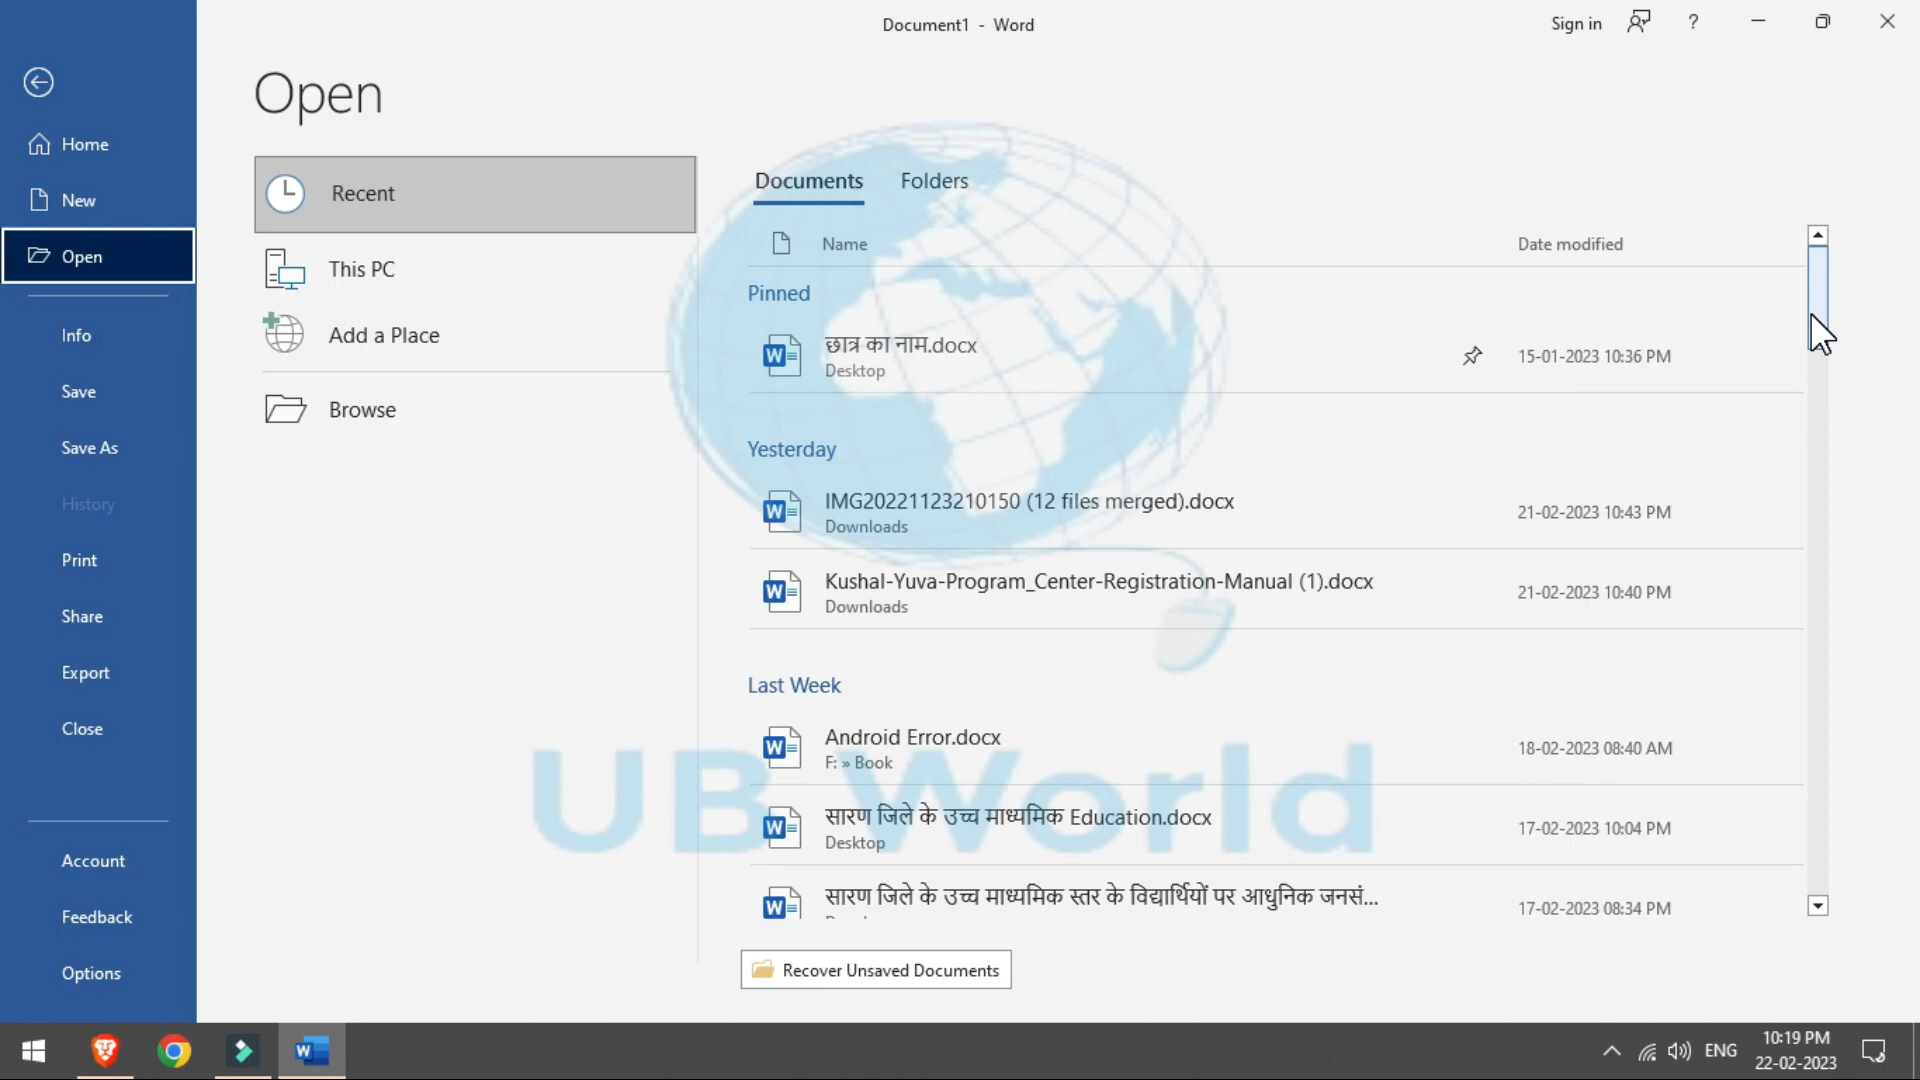 Document1 - Word
Sign in
?
Open
Home
New
Open
Info
Save
Save As
History
Print
Share
Export
Close
Account
Feedback
Options
Recent
This PC
Add a Place
Browse
Documents Folders
Name Date modified
Pinned
छात्र का नाम.docx
Desktop
15-01-2023 10:36 PM
Yesterday
IMG20221123210150 (12 files merged).docx
Downloads
21-02-2023 10:43 PM
Kushal-Yuva-Program_Center-Registration-Manual (1).docx
Downloads
21-02-2023 10:40 PM
Last Week
Android Error.docx
F: » Book
18-02-2023 08:40 AM
सारण जिले के उच्च माध्यमिक Education.docx
Desktop
17-02-2023 10:04 PM
सारण जिले के उच्च माध्यमिक स्तर के विद्यार्थियों पर आधुनिक जनसं...
17-02-2023 08:34 PM
UB World
Recover Unsaved Documents
ENG
10:19 PM
22-02-2023